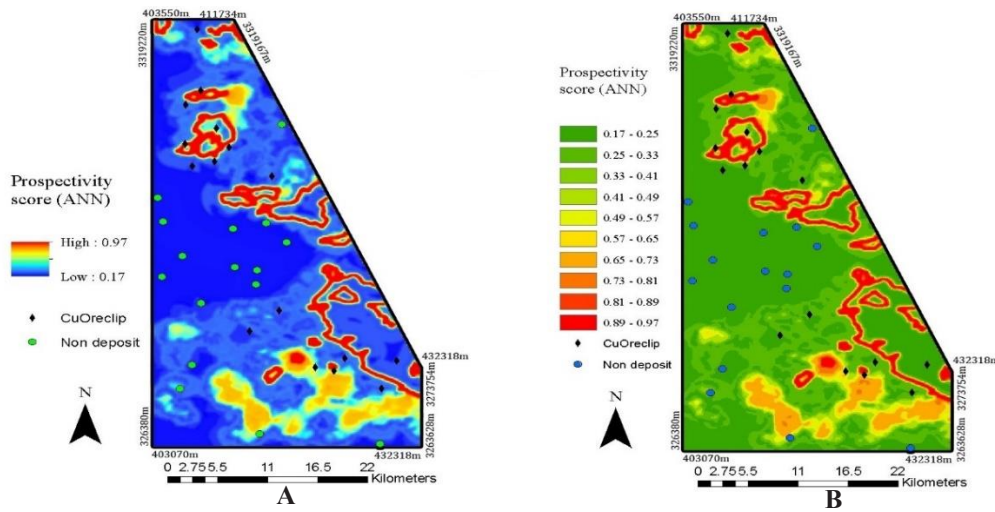 403550m 411734m
3319220m
3319167m
Prospectivity
score (ANN)
High : 0.97
Low : 0.17
CuOreclip
Non deposit
N
432318m
3273754m
3263628m
326380m
403070m
432318m
0 2.75 5.5 11 16.5 22
Kilometers
A
403550m 411734m
3319220m
3319167m
Prospectivity
score (ANN)
0.17 - 0.25
0.25 - 0.33
0.33 - 0.41
0.41 - 0.49
0.49 - 0.57
0.57 - 0.65
0.65 - 0.73
0.73 - 0.81
0.81 - 0.89
0.89 - 0.97
CuOreclip
Non deposit
N
432318m
3273754m
3263628m
326380m
403070m
432318m
0 2.75 5.5 11 16.5 22
Kilometers
B